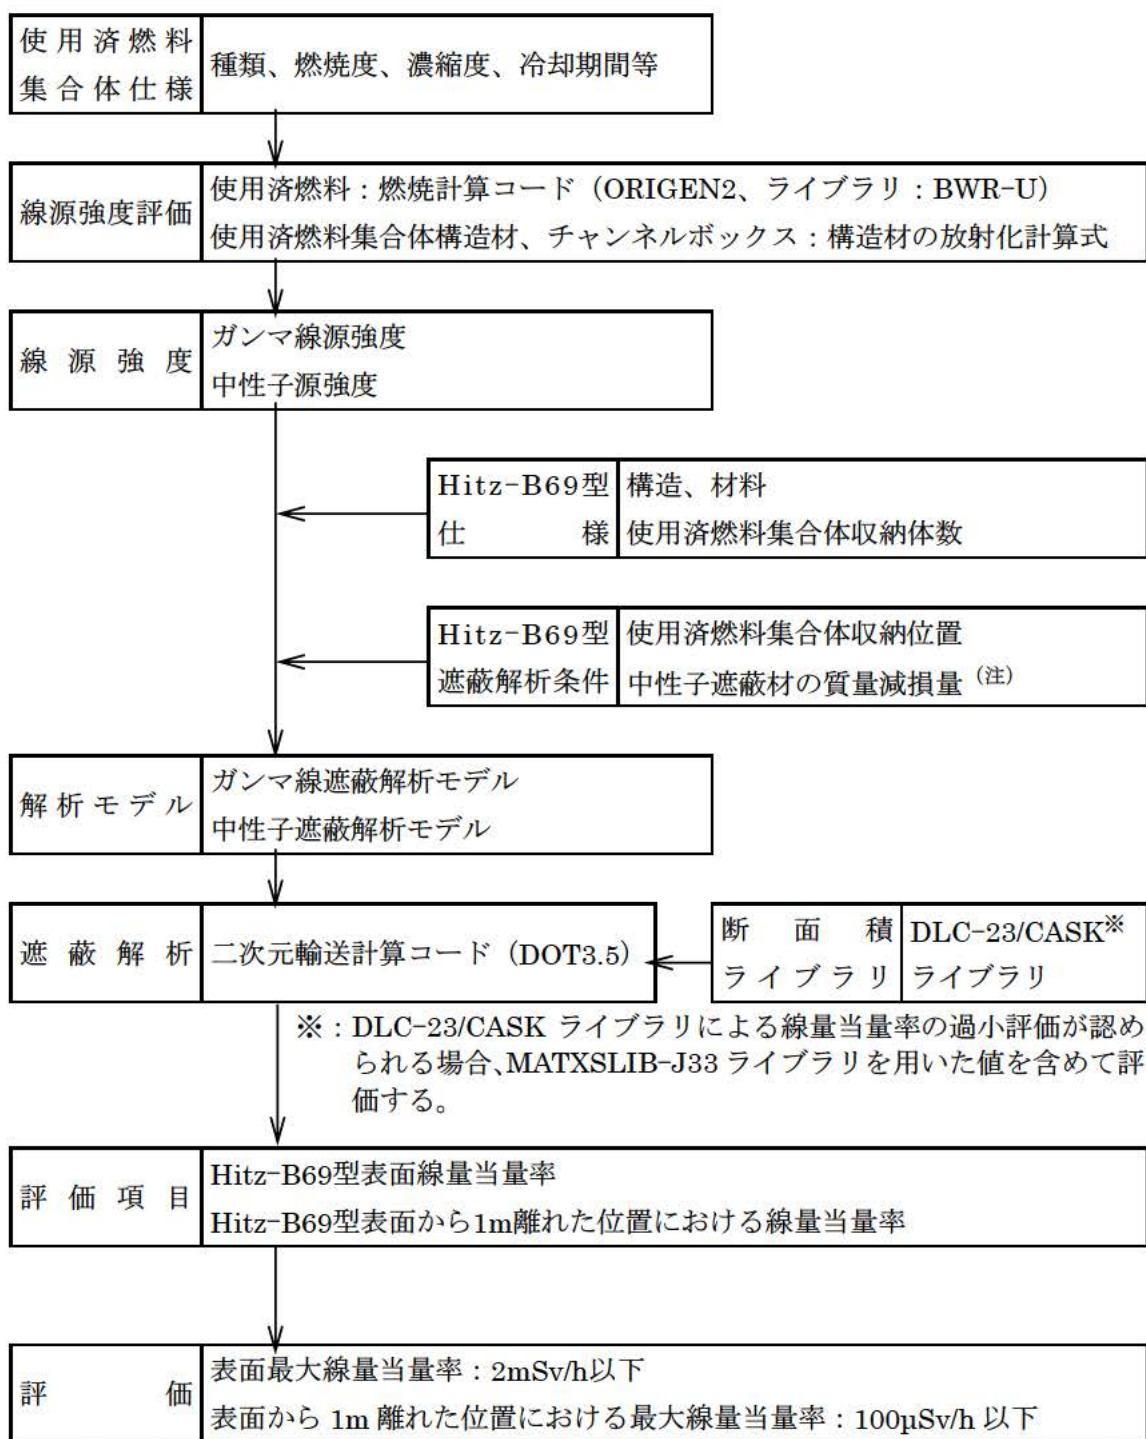 使用済燃料
集合体仕様
種類、燃焼度、濃縮度、冷却期間等
線源強度評価
使用済燃料：燃焼計算コード（ORIGEN2、ライブラリ：BWR-U）
使用済燃料集合体構造材、チャンネルボックス：構造材の放射化計算式
線源強度
ガンマ線源強度
中性子源強度
Hitz-B69型
仕様
構造、材料
使用済燃料集合体収納体数
Hitz-B69型
遮蔽解析条件
使用済燃料集合体収納位置
中性子遮蔽材の質量減損量（注）
解析モデル
ガンマ線遮蔽解析モデル
中性子遮蔽解析モデル
遮蔽解析
二次元輸送計算コード（DOT3.5）
断面積
ライブラリ
DLC-23/CASK※
ライブラリ
※：DLC-23/CASK ライブラリによる線量当量率の過小評価が認め
られる場合、MATXSLIB-J33 ライブラリを用いた値を含めて評
価する。
評価項目
Hitz-B69型表面線量当量率
Hitz-B69型表面から1m離れた位置における線量当量率
評価
表面最大線量当量率：2mSv/h以下
表面から 1m 離れた位置における最大線量当量率：100μSv/h 以下